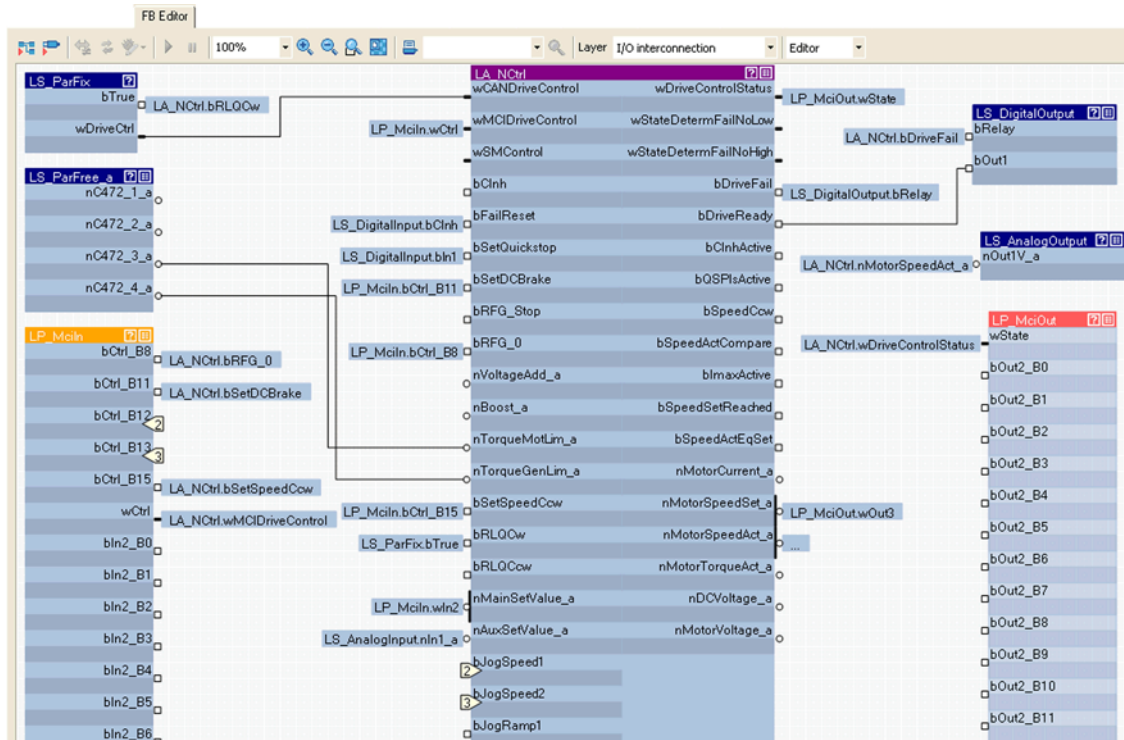 FB Editor
100%
Layer I/O interconnection
Editor
LS_ParFix
bTrue
LA_NCtrl.bRLQCw
wDriveCtrl
LS_ParFree_a
nC472_1_a
nC472_2_a
nC472_3_a
nC472_4_a
LP_MciIn
bCtrl_B8
LA_NCtrl.bRFG_0
bCtrl_B11
LA_NCtrl.bSetDCBrake
bCtrl_B12
2
bCtrl_B13
3
bCtrl_B15
LA_NCtrl.bSetSpeedCcw
wCtrl
LA_NCtrl.wMCIDriveControl
bIn2_B0
bIn2_B1
bIn2_B2
bIn2_B3
bIn2_B4
bIn2_B5
bIn2_B6
LA_NCtrl
wCANDriveControl wDriveControlStatus
LP_MciOut.wState
LP_MciIn.wCtrl
wMCIDriveControl wStateDetermFailNoLow
wSMControl wStateDetermFailNoHigh
bCInh bDriveFail
LS_DigitalOutput.bRelay
LS_DigitalInput.bCInh
bFailReset bDriveReady
LS_DigitalInput.bIn1
bSetQuickstop bCInhActive
LP_MciIn.bCtrl_B11
bSetDCBrake bQSPIsActive
bRFG_Stop bSpeedCcw
LP_MciIn.bCtrl_B8
bRFG_0 bSpeedActCompare
nVoltageAdd_a bImaxActive
nBoost_a bSpeedSetReached
nTorqueMotLim_a bSpeedActEqSet
nTorqueGenLim_a nMotorCurrent_a
LP_MciIn.bCtrl_B15
bSetSpeedCcw nMotorSpeedSet_a
LP_MciOut.wOut3
LS_ParFix.bTrue
bRLQCw nMotorSpeedAct_a
...
bRLQCcw nMotorTorqueAct_a
LP_MciIn.wIn2
nMainSetValue_a nDCVoltage_a
LS_AnalogInput.nIn1_a
nAuxSetValue_a nMotorVoltage_a
2
bJogSpeed1
3
bJogSpeed2
bJogRamp1
LS_DigitalOutput
LA_NCtrl.bDriveFail
bRelay
bOut1
LS_AnalogOutput
LA_NCtrl.nMotorSpeedAct_a
nOut1V_a
LP_MciOut
LA_NCtrl.wDriveControlStatus
wState
bOut2_B0
bOut2_B1
bOut2_B2
bOut2_B3
bOut2_B4
bOut2_B5
bOut2_B6
bOut2_B7
bOut2_B8
bOut2_B9
bOut2_B10
bOut2_B11